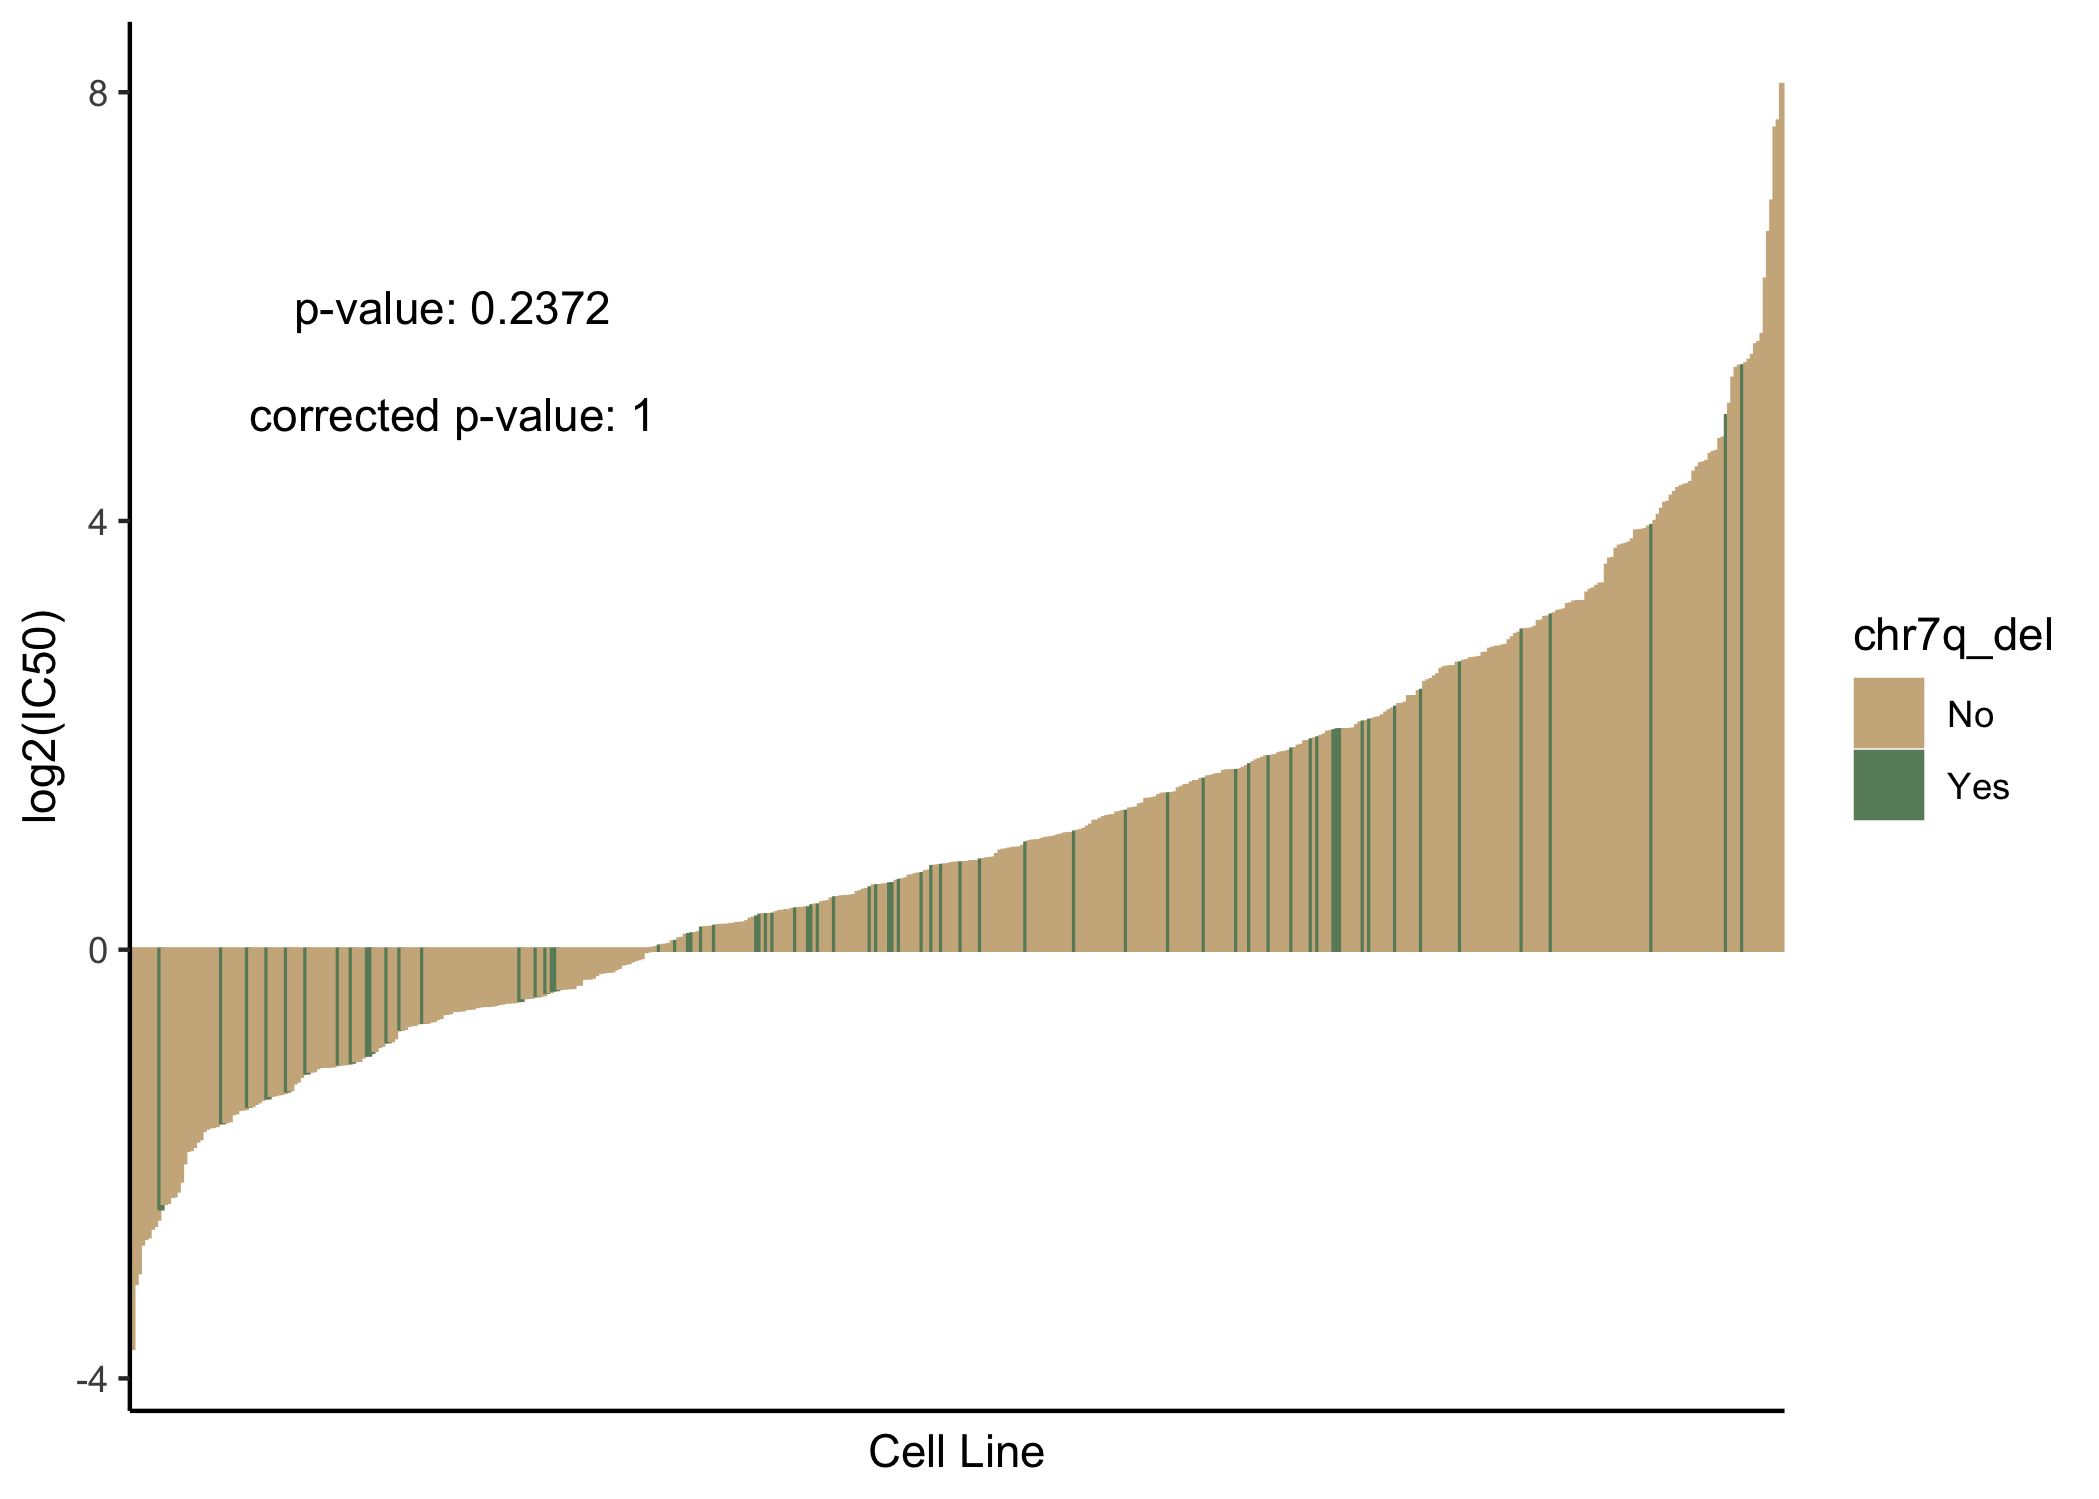 8
p-value: 0.2372
corrected p-value: 1
4
log2(IC50)
chr7q_del
No
Yes
0
-4
Cell Line